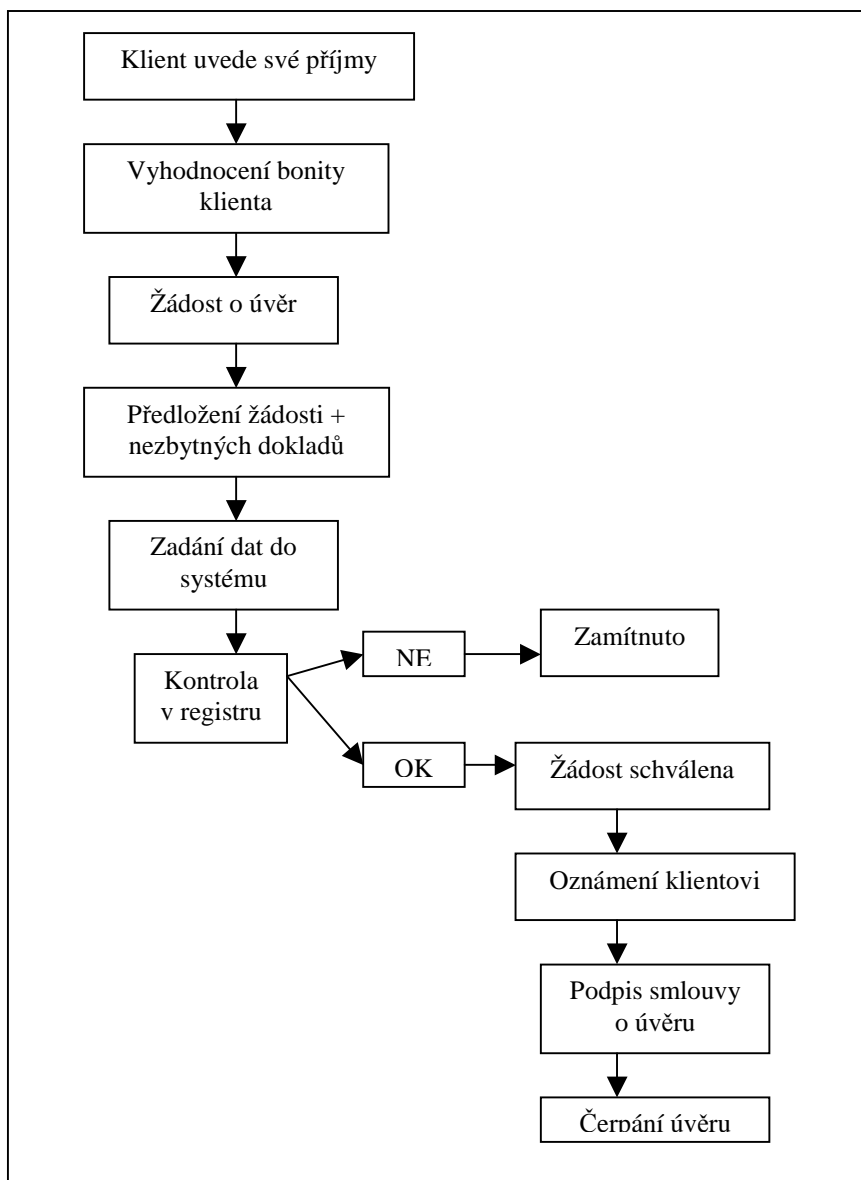 Klient uvede své příjmy
Vyhodnocení bonity
klienta
Žádost o úvěr
Předložení žádosti +
nezbytných dokladů
Zadání dat do
systému
Kontrola
v registru
NE
Zamítnuto
OK
Žádost schválena
Oznámení klientovi
Podpis smlouvy
o úvěru
Čerpání úvěru